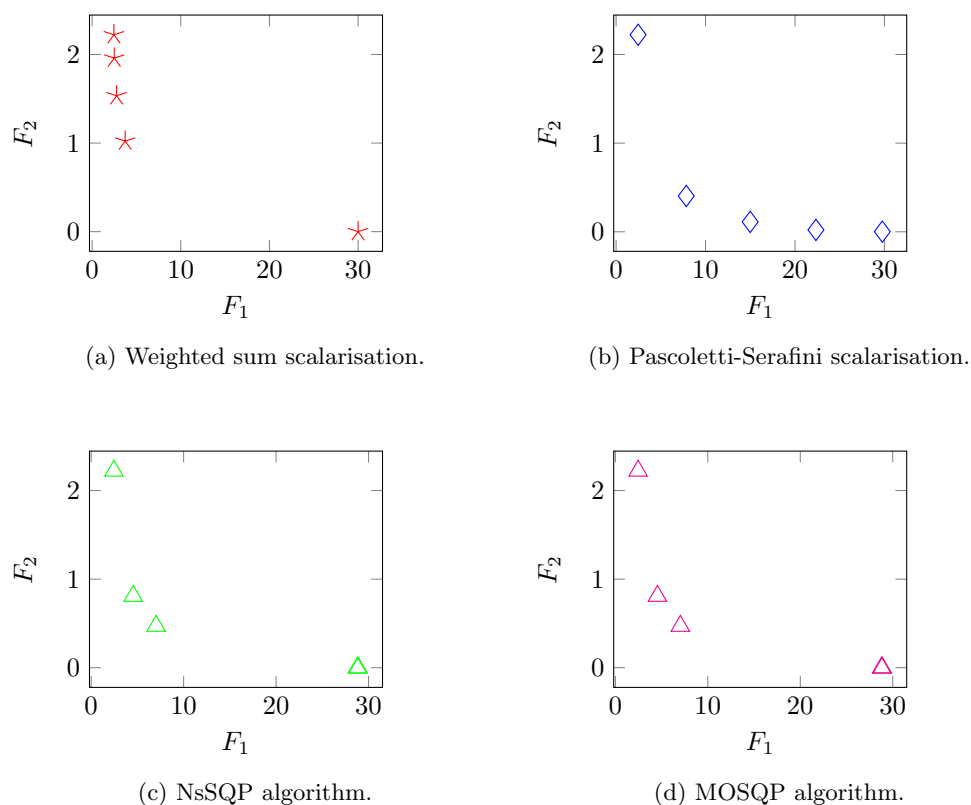 2
1
0
F₂
0 10 20 30
F₁
(a) Weighted sum scalarisation.
2
1
0
F₂
0 10 20 30
F₁
(b) Pascoletti-Serafini scalarisation.
2
1
0
F₂
0 10 20 30
F₁
(c) NsSQP algorithm.
2
1
0
F₂
0 10 20 30
F₁
(d) MOSQP algorithm.